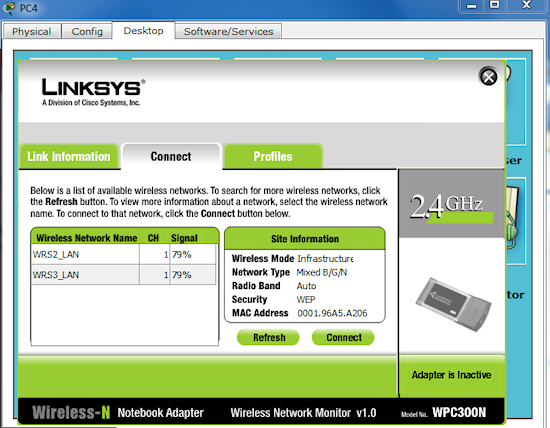 PC4
Physical Config Desktop Software/Services
LINKSYS®
A Division of Cisco Systems, Inc.
Link Information Connect Profiles
Below is a list of available wireless networks. To search for more wireless networks, click
the Refresh button. To view more information about a network, select the wireless network
name. To connect to that network, click the Connect button below.
2.4GHz
Wireless Network Name CH Signal
WRS2_LAN 1 79%
WRS3_LAN 1 79%
Site Information
Wireless Mode Infrastructure
Network Type Mixed B/G/N
Radio Band Auto
Security WEP
MAC Address 0001.96A5.A206
Refresh Connect
Adapter is Inactive
Wireless-N Notebook Adapter Wireless Network Monitor v1.0 Model No. WPC300N
ser
tor